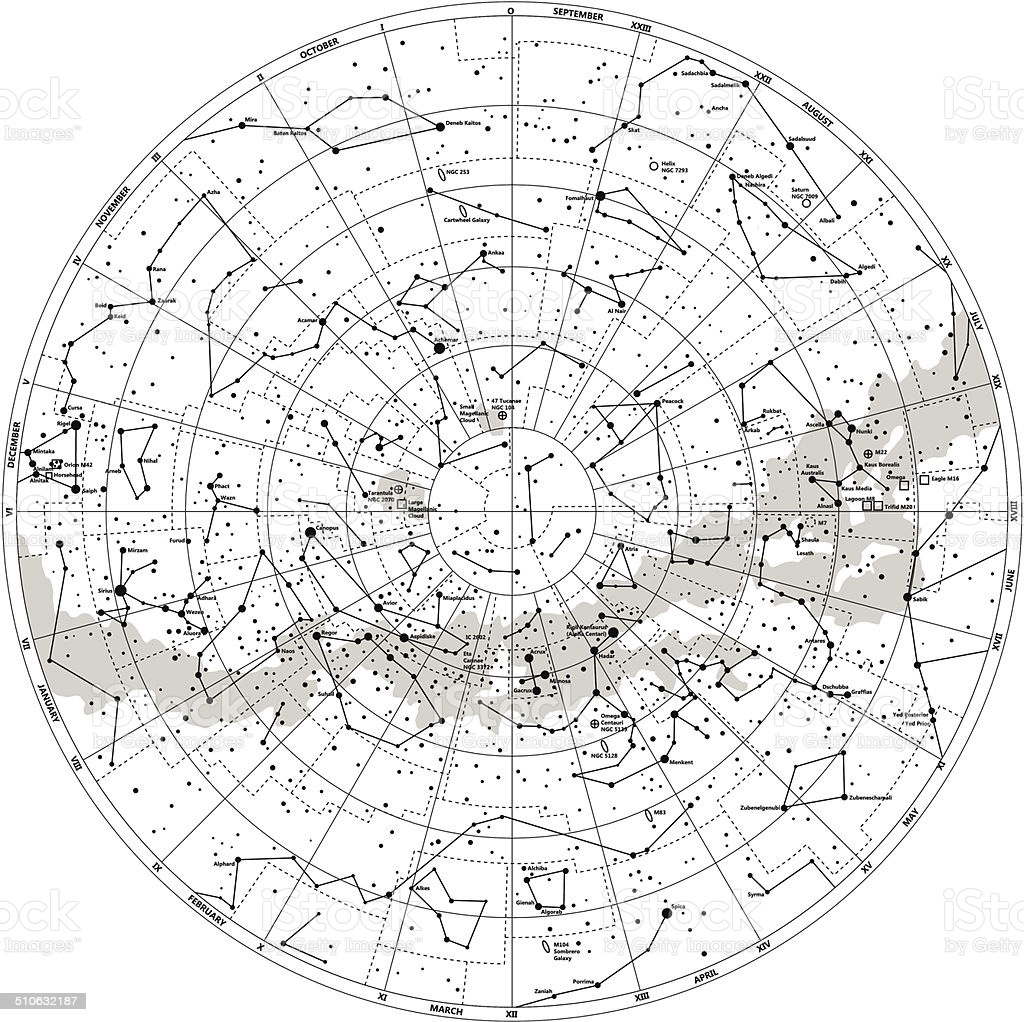 O
SEPTEMBER
XXIII
OCTOBER
I
II
XXII
AUGUST
Sadachbia
Sadalmelik
Ancha
Mira
Baten Kaitos
Deneb Kaitos
Skat
Sadalsuud
III
XXI
NGC 253
Helix
NGC 7293
Deneb Algedi
Nashira
Saturn
NGC 7009
Azha
Fomalhaut
Cartwheel Galaxy
Albali
NOVEMBER
IV
XX
Ankaa
Rana
Algedi
Dabih
Zaurak
Beid
Keid
Acamar
Al Nair
JULY
Achernar
V
XIX
Cursa
Small
Magellanic
Cloud
47 Tucanae
NGC 104
Peacock
Rukbat
Arkab
Ascella
Nunki
DECEMBER
Rigel
Mintaka
Alnilam
Alnitak
Orion M42
Horsehead
Saiph
Arneb
Nihal
M22
Kaus
Australis
Kaus Borealis
Kaus Media
Omega
Eagle M16
Phact
Wazn
Tarantula
NGC 2070
Large
Magellanic
Cloud
Alnasl
Lagoon M8
Trifid M201
VI
XVIII
Canopus
M7
Furud
Mirzam
Atria
Shaula
Lesath
JUNE
Sirius
Adhara
Wezen
Aluora
Avior
Miaplacidus
Sabik
Regor
Aspidiske
IC 2602
Rigil Kentaurus
(Alpha Centari)
Antares
VII
XVII
Naos
Eta
Carinae
NGC 3372
Acrux
Hadar
Mimosa
Gacrux
Suhail
Dschubba
Graffias
JANUARY
Omega
Centauri
NGC 5139
Yed Posterior
Yed Prior
NGC 5128
Menkent
VIII
XVI
Zubenelgenubi
Zubeneschamali
M83
MAY
IX
XV
Alphard
Alkes
Alchiba
Gienah
Algorab
Syrma
Spica
FEBRUARY
X
M104
Sombrero
Galaxy
XIV
Porrima
Zaniah
APRIL
XI
MARCH
XII
XIII
iStock
by Getty Images™
510632187